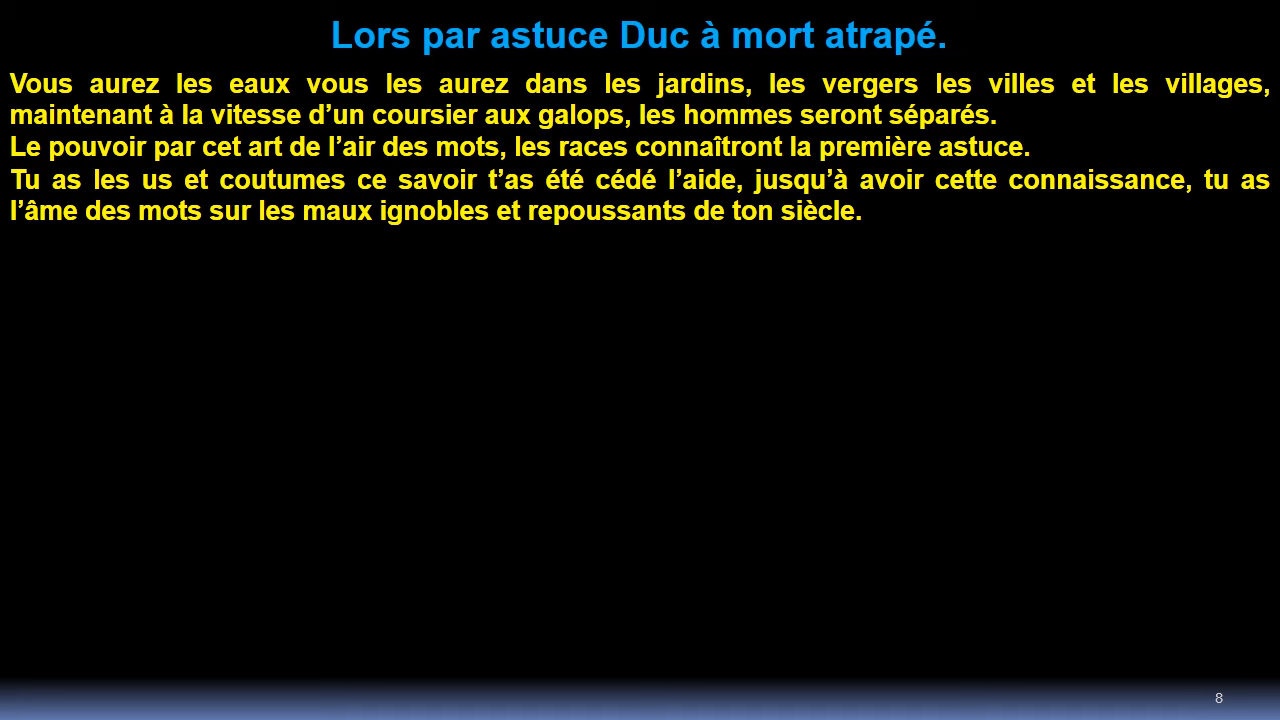 Lors par astuce Duc à mort atrapé.
Vous aurez les eaux vous les aurez dans les jardins, les vergers les villes et les villages,
maintenant à la vitesse d’un coursier aux galops, les hommes seront séparés.
Le pouvoir par cet art de l’air des mots, les races connaîtront la première astuce.
Tu as les us et coutumes ce savoir t’as été cédé l’aide, jusqu’à avoir cette connaissance, tu as
l’âme des mots sur les maux ignobles et repoussants de ton siècle.
8